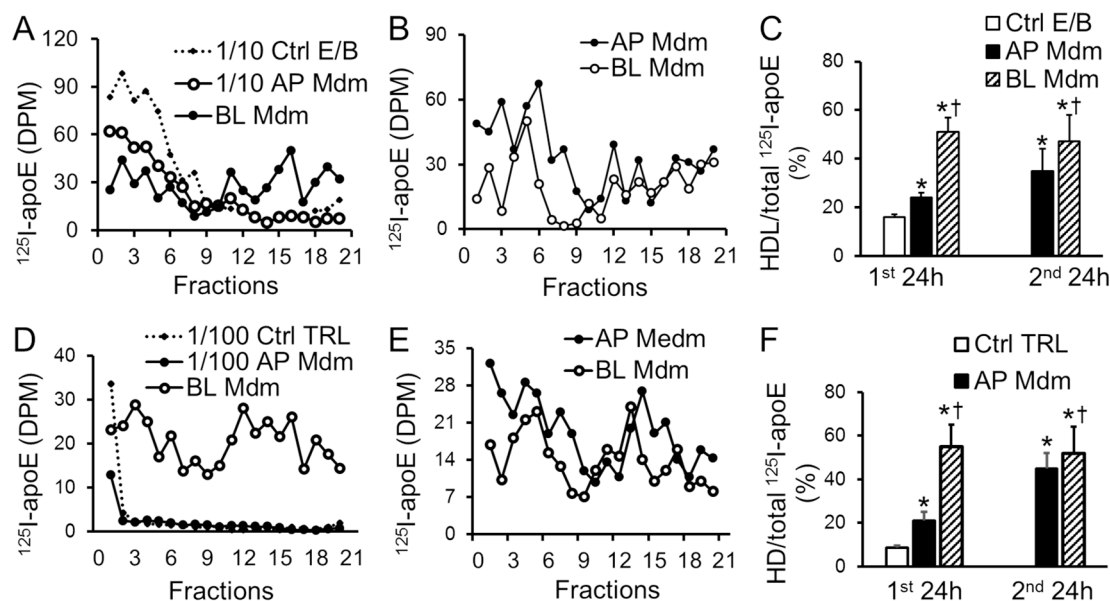 A
120
90
60
30
0
¹²⁵I-apoE (DPM)
1/10 Ctrl E/B
1/10 AP Mdm
BL Mdm
0 3 6 9 12 15 18 21
Fractions
B
90
60
30
0
¹²⁵I-apoE (DPM)
AP Mdm
BL Mdm
0 3 6 9 12 15 18 21
Fractions
C
Ctrl E/B
AP Mdm
BL Mdm
80
60
40
20
0
HDL/total ¹²⁵I-apoE
(%)
*
*†
*
*†
1ˢᵗ 24h 2ⁿᵈ 24h
D
1/100 Ctrl TRL
1/100 AP Mdm
BL Mdm
40
30
20
10
0
¹²⁵I-apoE (DPM)
0 3 6 9 12 15 18 21
Fractions
E
AP Medm
BL Mdm
35
28
21
14
7
0
¹²⁵I-apoE (DPM)
0 3 6 9 12 15 18 21
Fractions
F
Ctrl TRL
AP Mdm
80
60
40
20
0
HD/total ¹²⁵I-apoE
(%)
*
*†
*
*†
1ˢᵗ 24h 2ⁿᵈ 24h